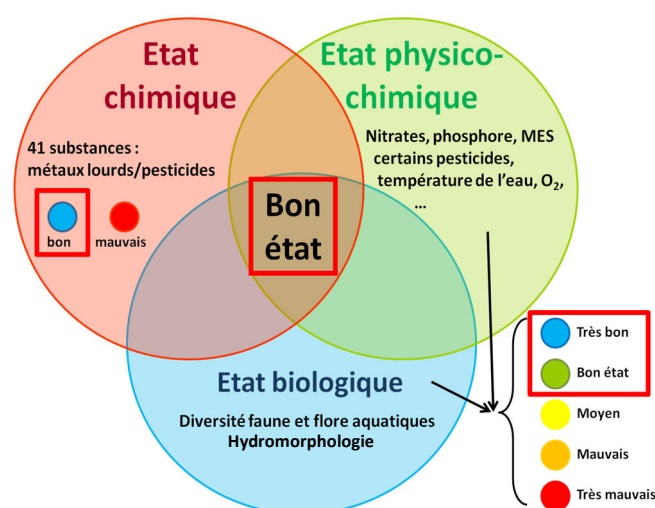 Etat
chimique
Etat physico-
chimique
41 substances :
métaux lourds/pesticides
bon
mauvais
Nitrates, phosphore, MES
certains pesticides,
température de l'eau, O₂,
…
Bon
état
Etat biologique
Diversité faune et flore aquatiques
Hydromorphologie
Très bon
Bon état
Moyen
Mauvais
Très mauvais